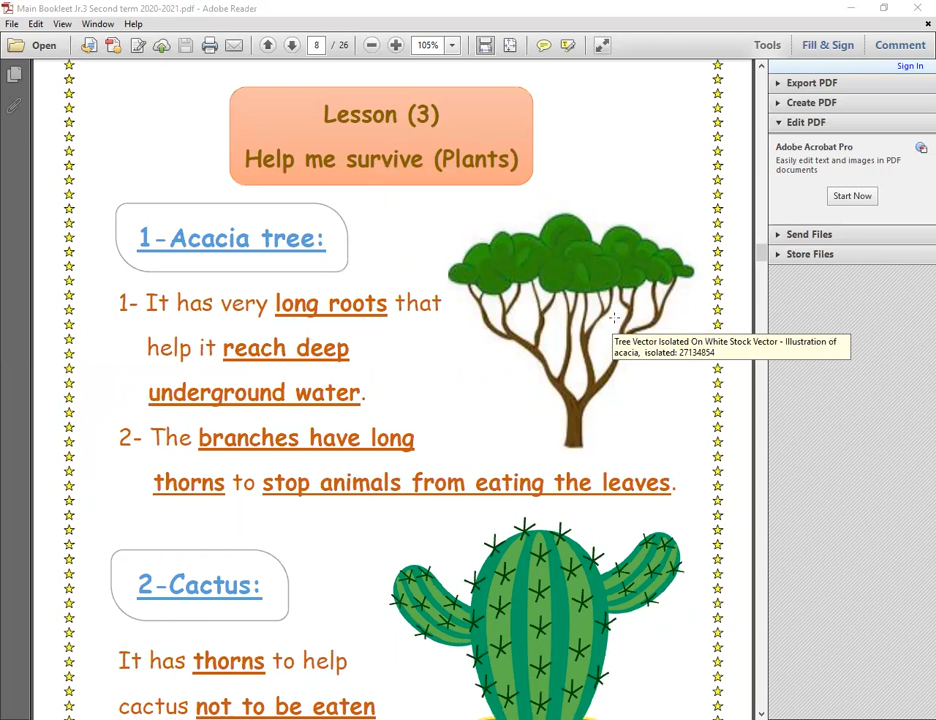 Main Bookleet Jr.3 Second term 2020-2021.pdf - Adobe Reader
File Edit View Window Help
Open 8 / 26 105% Tools Fill & Sign Comment
Sign In
Export PDF
Create PDF
Edit PDF
Adobe Acrobat Pro
Easily edit text and images in PDF
documents
Start Now
Send Files
Store Files
Lesson (3)
Help me survive (Plants)
1-Acacia tree:
1- It has very long roots that
help it reach deep
underground water.
2- The branches have long
thorns to stop animals from eating the leaves.
Tree Vector Isolated On White Stock Vector - Illustration of
acacia, isolated: 27134854
2-Cactus:
It has thorns to help
cactus not to be eaten